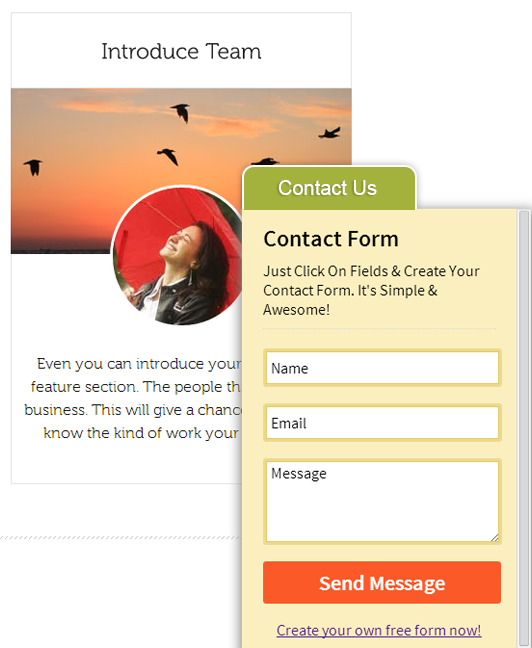 Introduce Team
Even you can introduce your
feature section. The people
business. This will give a
know the kind of work your
Contact Us
Contact Form
Just Click On Fields & Create Your
Contact Form. It's Simple &
Awesome!
Name
Email
Message
Send Message
Create your own free form now!